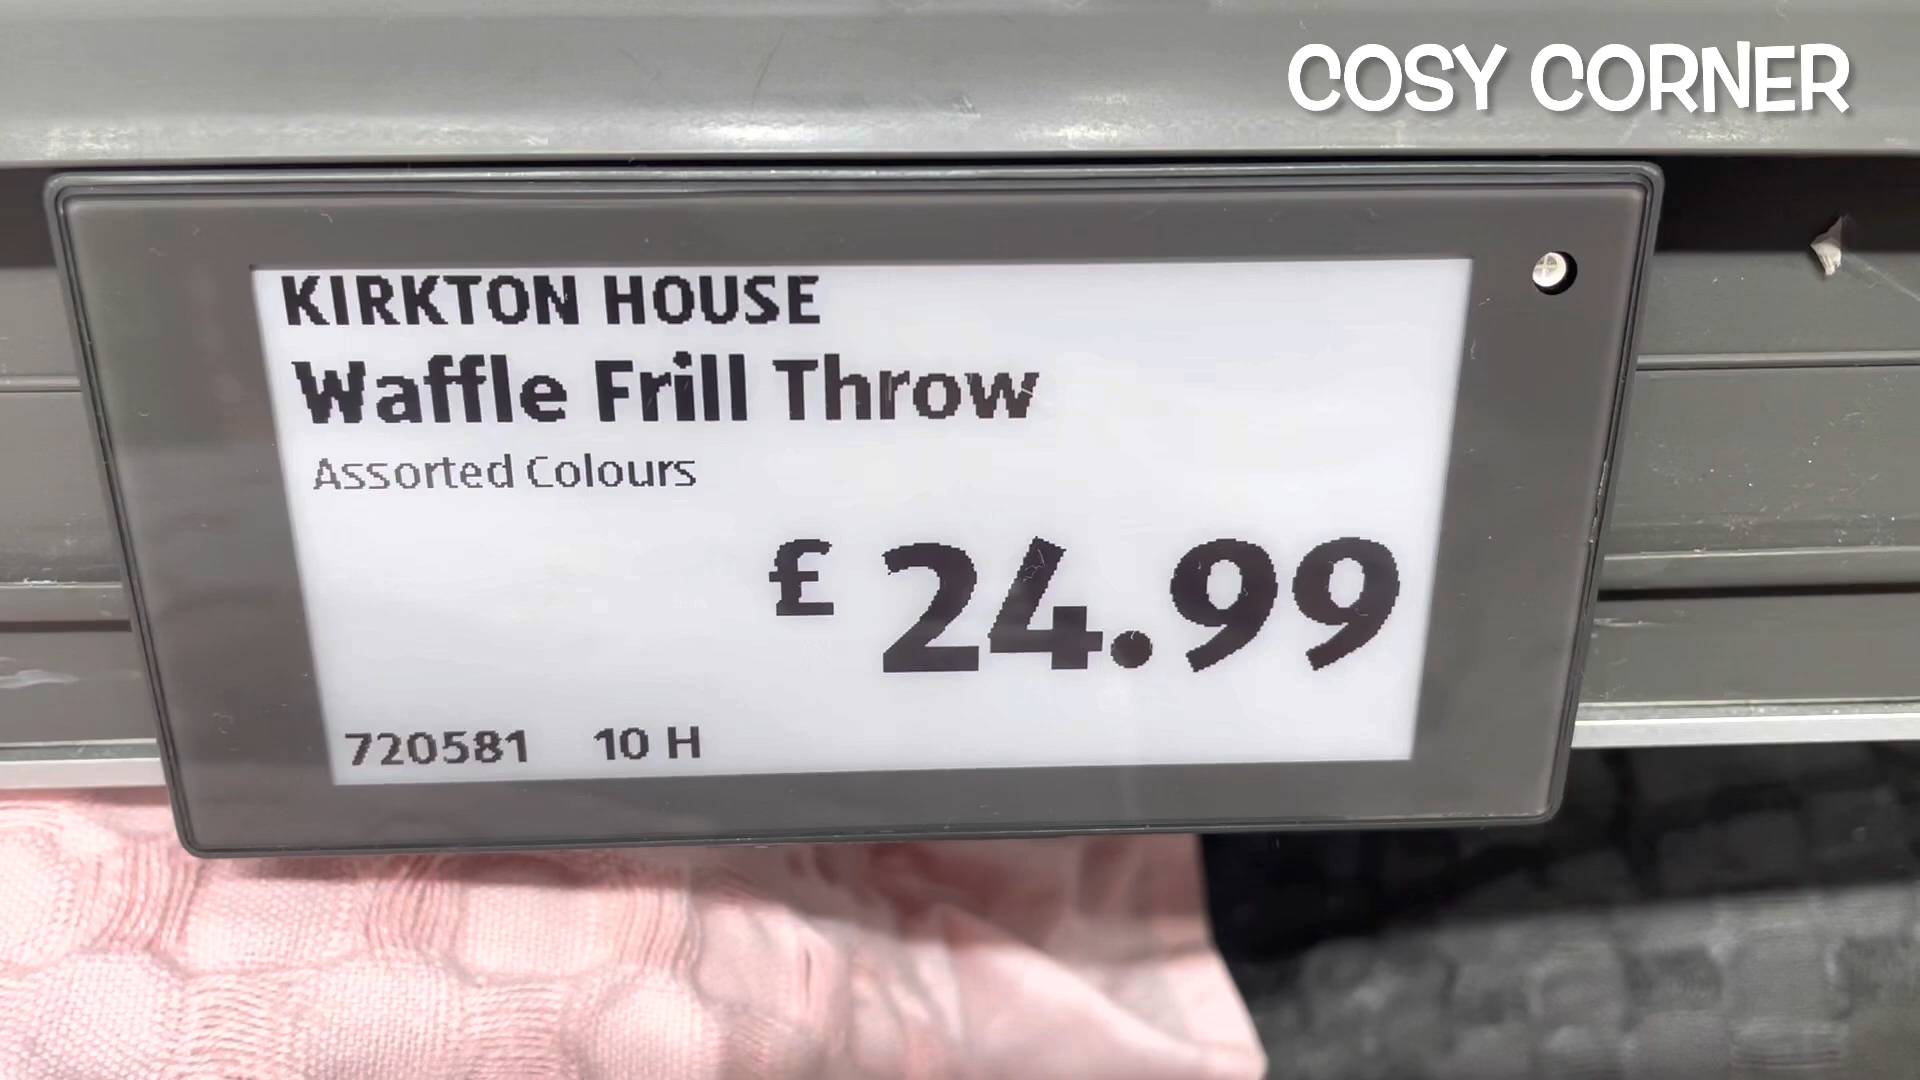 COSY CORNER
KIRKTON HOUSE
Waffle Frill Throw
Assorted Colours
£ 24.99
720581 10 H